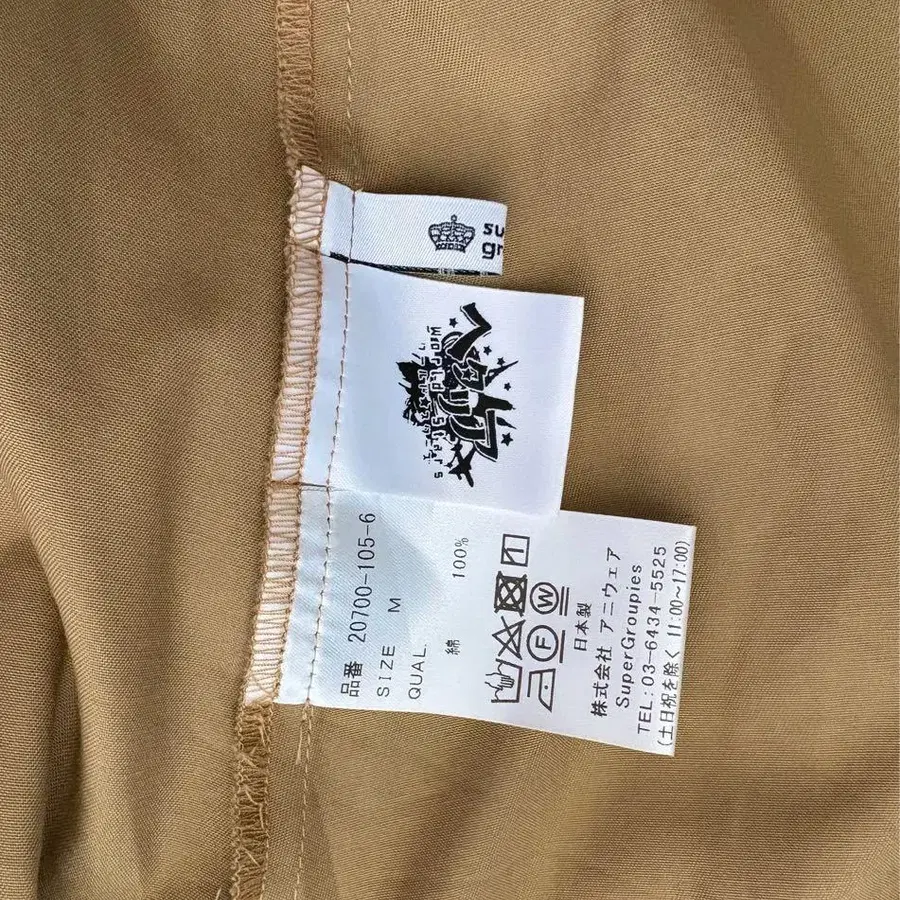 su
gr
品番 20700-105-6
SIZE M
QUAL.
綿 100%
F W
日本製
株式会社 アニウェア
SuperGroupies
TEL:03-6434-5525
(土日祝を除く 11:00～17:00)